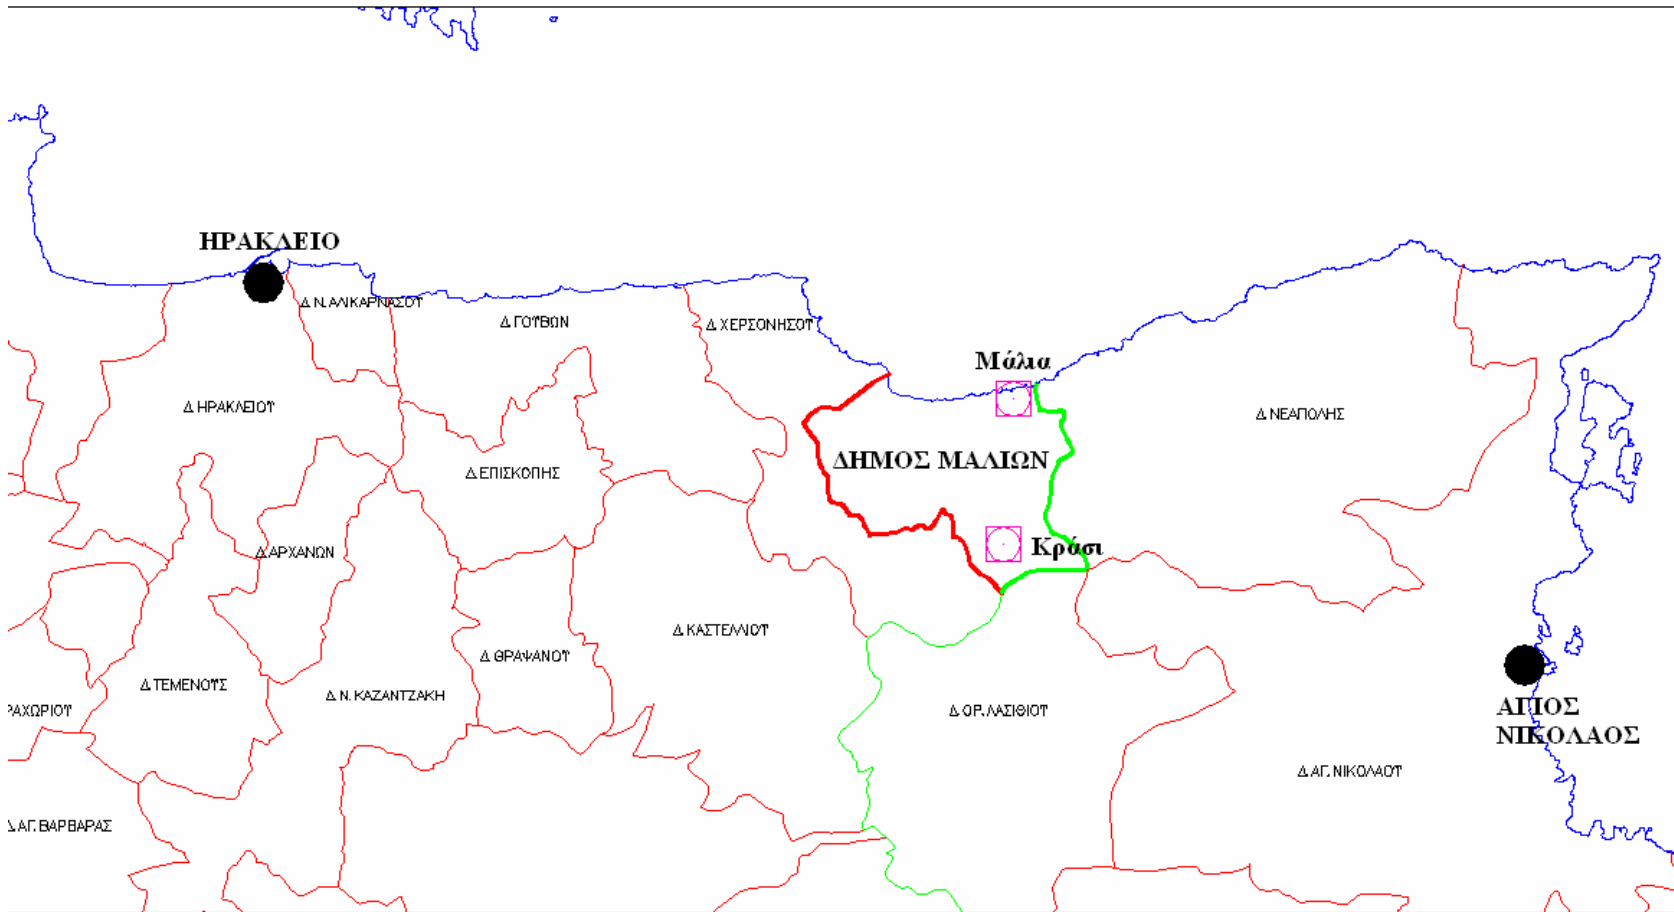 ΗΡΑΚΛΕΙΟ
Δ Ν. ΑΛΙΚΑΡΝΑΣΟΥ
Δ ΓΟΥΒΩΝ
Δ ΧΕΡΣΟΝΗΣΟΥ
Μάλια
Δ ΗΡΑΚΛΕΙΟΥ
Δ ΝΕΑΠΟΛΗΣ
ΔΗΜΟΣ ΜΑΛΙΩΝ
Δ ΕΠΙΣΚΟΠΗΣ
Δ ΑΡΧΑΝΩΝ
Κράσι
Δ ΚΑΣΤΕΛΛΙΟΥ
Δ ΘΡΑΨΑΝΟΥ
Δ ΤΕΜΕΝΟΥΣ
Δ Ν. ΚΑΖΑΝΤΖΑΚΗ
ΡΑΧΩΡΙΟΥ
Δ ΟΡ. ΛΑΣΙΘΙΟΥ
ΑΓΙΟΣ
ΝΙΚΟΛΑΟΣ
Δ ΑΓ. ΝΙΚΟΛΑΟΥ
Δ ΑΓ. ΒΑΡΒΑΡΑΣ